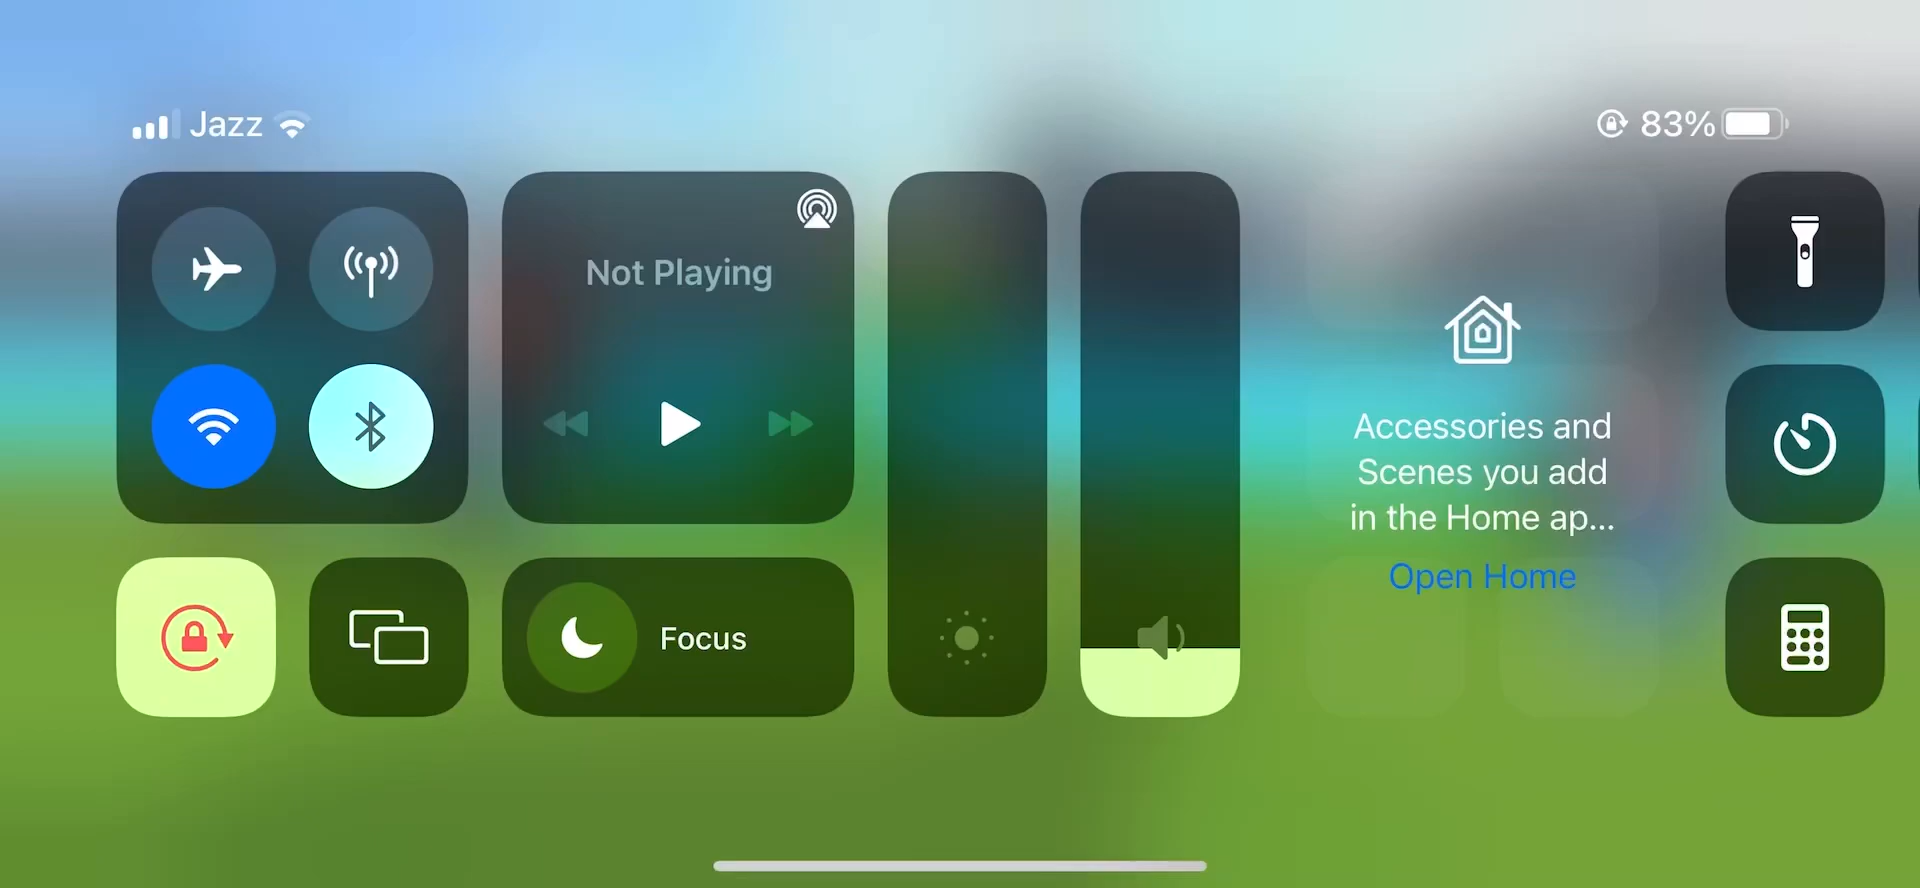 Jazz
83%
Not Playing
Focus
Accessories and
Scenes you add
in the Home ap...
Open Home